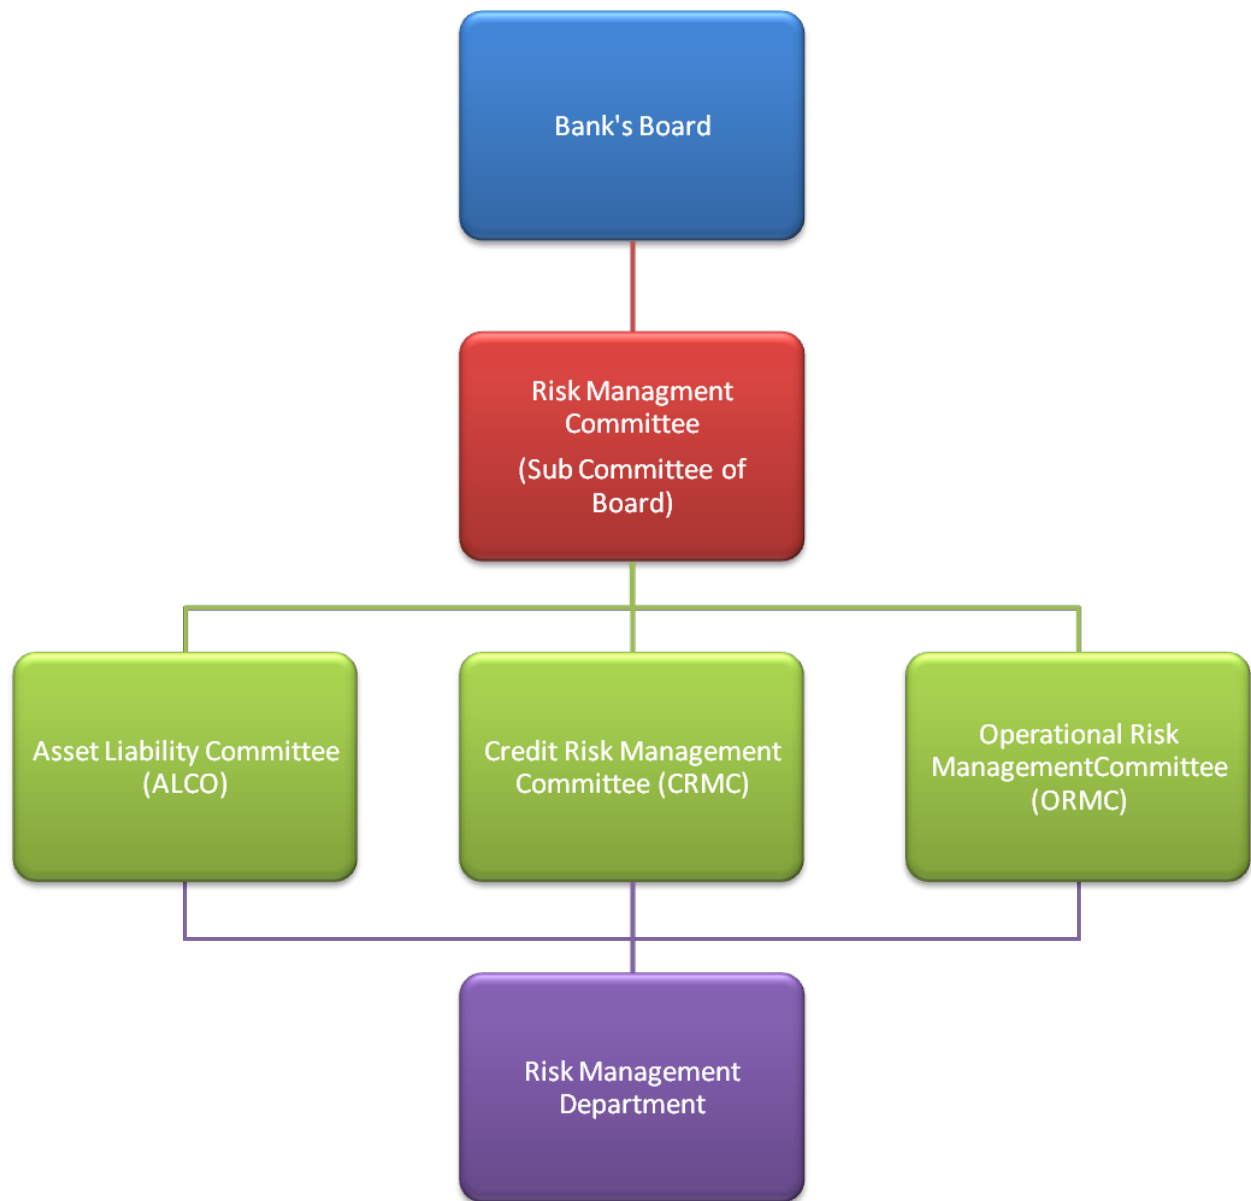 Bank's Board
Risk Managment
Committee
(Sub Committee of
Board)
Asset Liability Committee
(ALCO)
Credit Risk Management
Committee (CRMC)
Operational Risk
ManagementCommittee
(ORMC)
Risk Management
Department